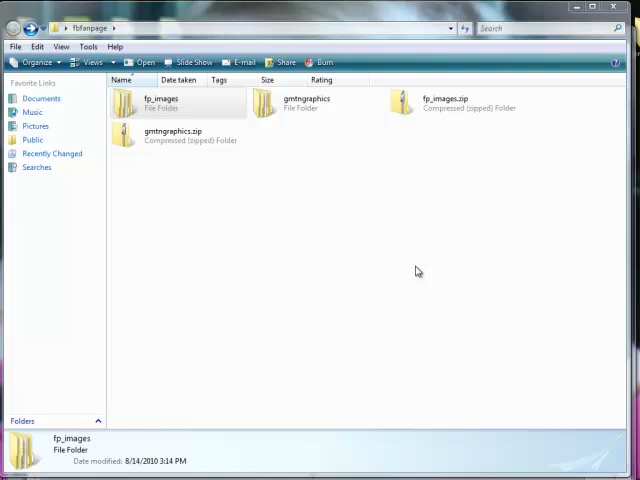 fbfanpage
Search
File Edit View Tools Help
Organize Views Open Slide Show E-mail Share Burn
Favorite Links
Documents
Music
Pictures
Public
Recently Changed
Searches
Folders
Name Date taken Tags Size Rating
fp_images
File Folder
gmtngraphics
File Folder
fp_images.zip
Compressed (zipped) Folder
gmtngraphics.zip
Compressed (zipped) Folder
fp_images
File Folder
Date modified: 8/14/2010 3:14 PM